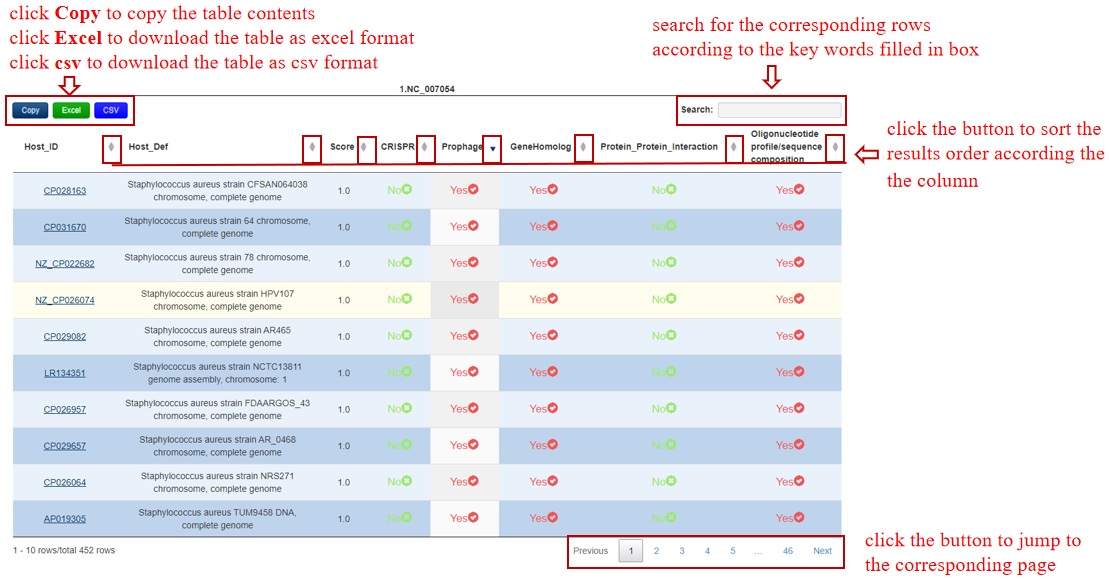 click Copy to copy the table contents
click Excel to download the table as excel format
click csv to download the table as csv format
search for the corresponding rows
according to the key words filled in box
1.NC_007054
Copy Excel CSV
Search:
click the button to sort the
results order according the
the column
Host_ID Host_Def Score CRISPR Prophage GeneHomolog Protein_Protein_Interaction Oligonucleotide
profile/sequence
composition
CP028163 Staphylococcus aureus strain CFSAN064038
chromosome, complete genome 1.0 No Yes Yes No Yes
CP031670 Staphylococcus aureus strain 64 chromosome,
complete genome 1.0 No Yes Yes No Yes
NZ_CP022682 Staphylococcus aureus strain 78 chromosome,
complete genome 1.0 No Yes Yes No Yes
NZ_CP026074 Staphylococcus aureus strain HPV107
chromosome, complete genome 1.0 No Yes Yes No Yes
CP029082 Staphylococcus aureus strain AR465
chromosome, complete genome 1.0 No Yes Yes No Yes
LR134351 Staphylococcus aureus strain NCTC13811
genome assembly, chromosome: 1 1.0 No Yes Yes No Yes
CP026957 Staphylococcus aureus strain FDAARGOS_43
chromosome, complete genome 1.0 No Yes Yes No Yes
CP029657 Staphylococcus aureus strain AR_0468
chromosome, complete genome 1.0 No Yes Yes No Yes
CP026064 Staphylococcus aureus strain NRS271
chromosome, complete genome 1.0 No Yes Yes No Yes
AP019305 Staphylococcus aureus TUM9458 DNA,
complete genome 1.0 No Yes Yes No Yes
1 - 10 rows/total 452 rows
Previous 1 2 3 4 5 ... 46 Next
click the button to jump to
the corresponding page